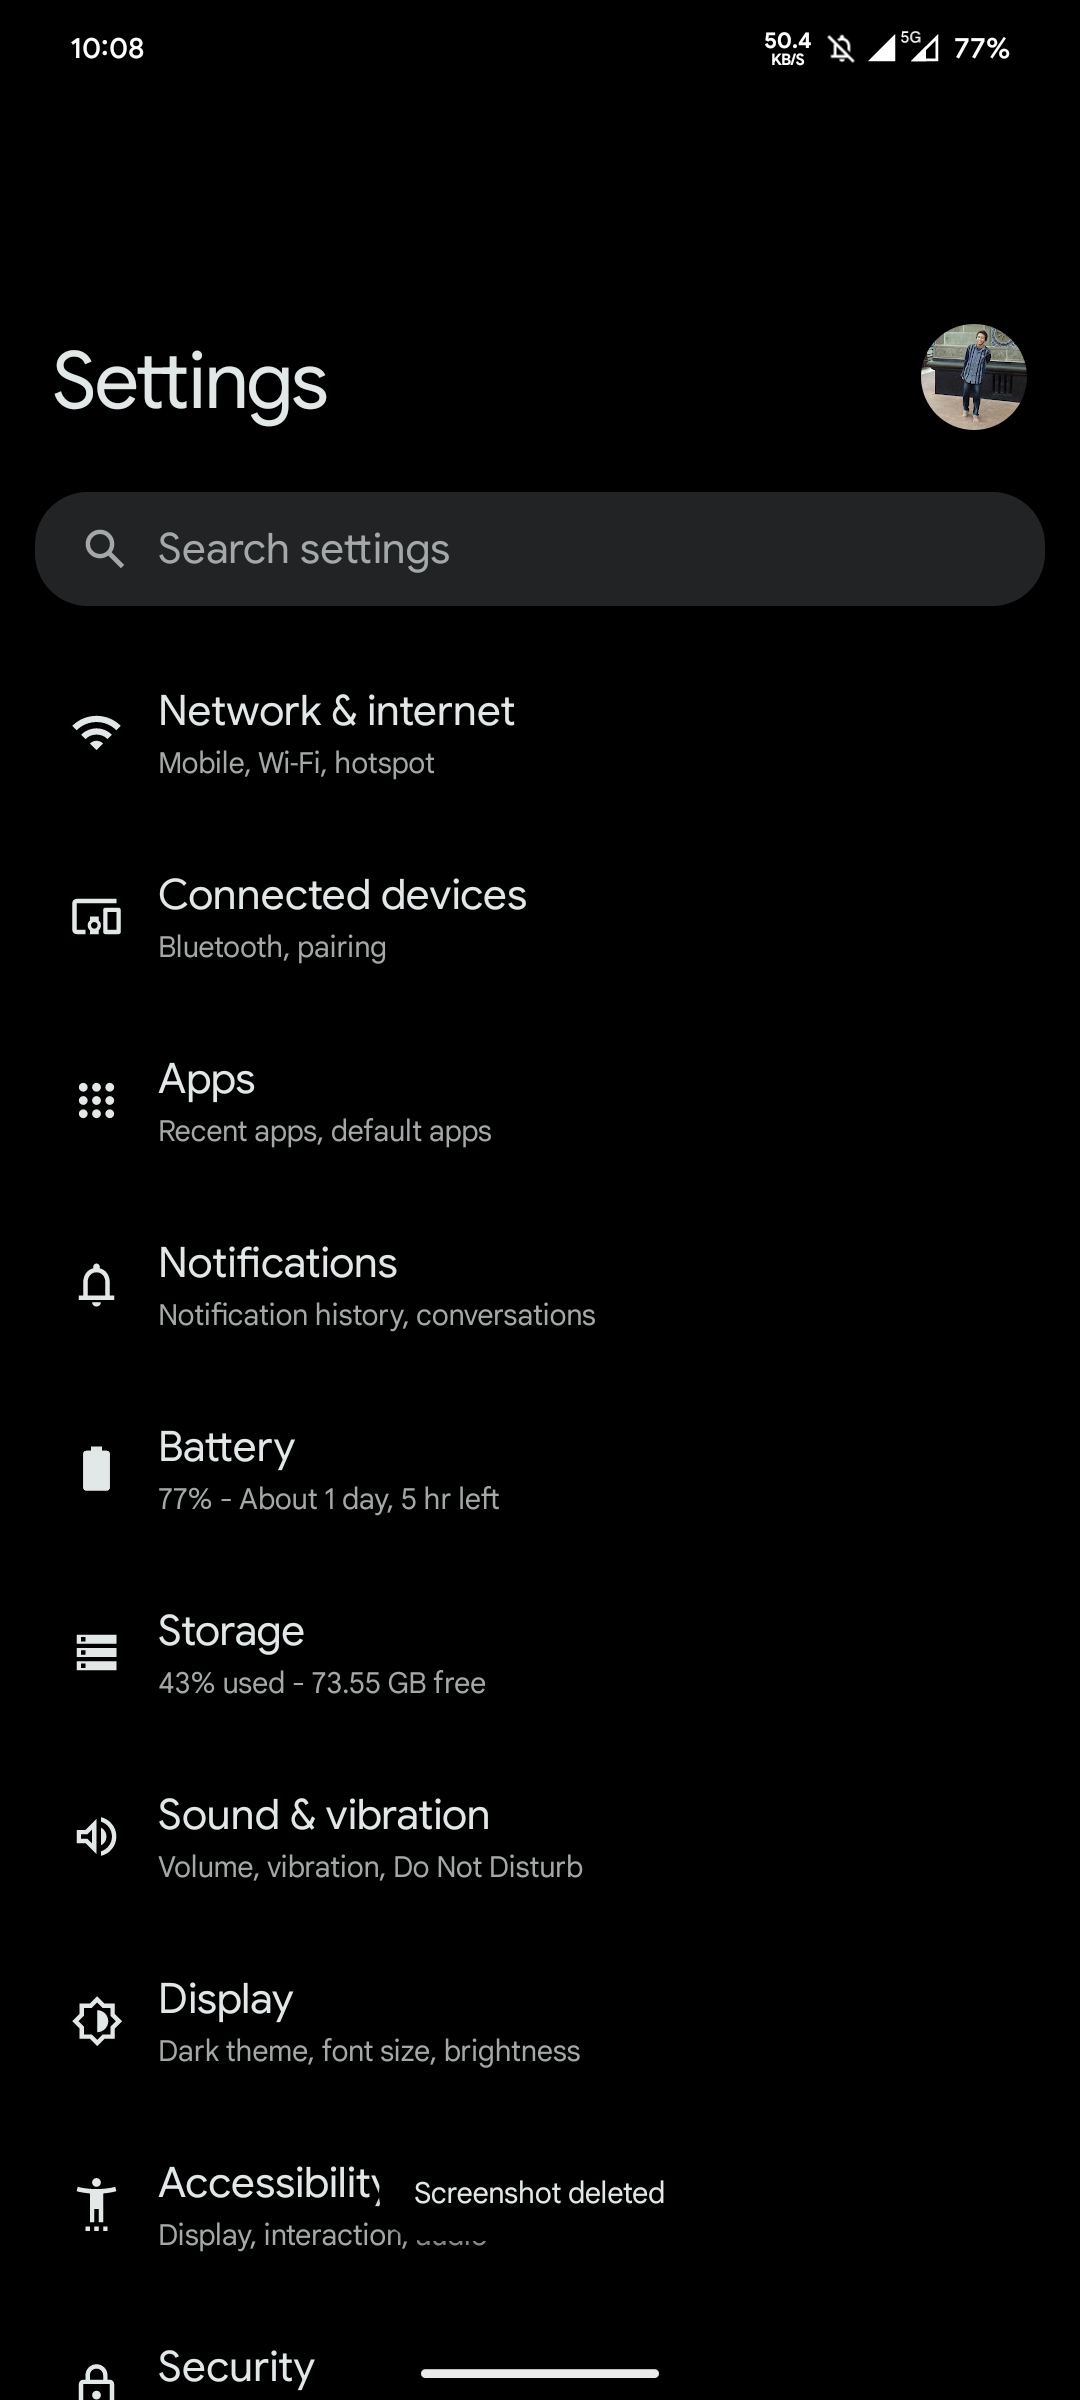 10:08
50.4
KB/S
5G
77%
Settings
Search settings
Network & internet
Mobile, Wi-Fi, hotspot
Connected devices
Bluetooth, pairing
Apps
Recent apps, default apps
Notifications
Notification history, conversations
Battery
77% - About 1 day, 5 hr left
Storage
43% used - 73.55 GB free
Sound & vibration
Volume, vibration, Do Not Disturb
Display
Dark theme, font size, brightness
Accessibility
Screenshot deleted
Display, interaction, audio
Security